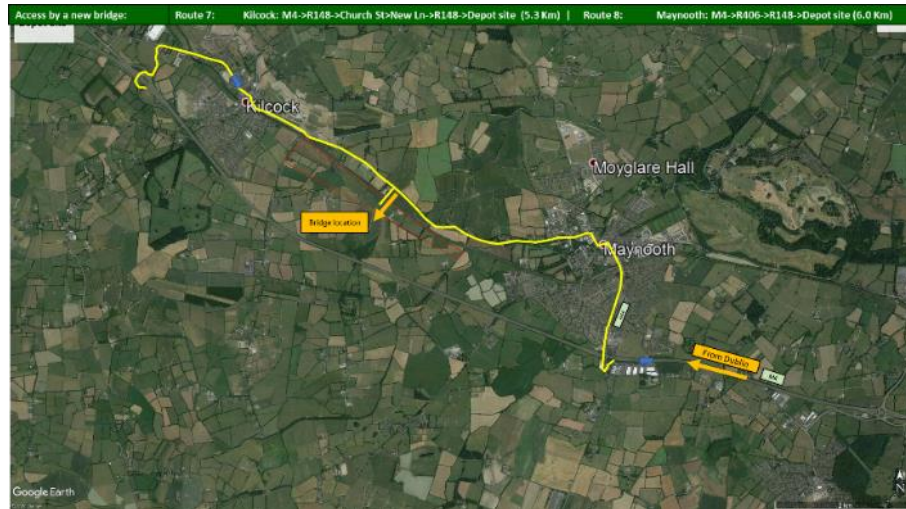 Access by a new bridge: Route 7: Kilcock: M4->R148->Church St>New Ln->R148->Depot site (5.3 Km) | Route 8: Maynooth: M4->R406->R148->Depot site (6.0 Km)
Kilcock
Moyglare Hall
Bridge location
Maynooth
From Dublin
Google Earth